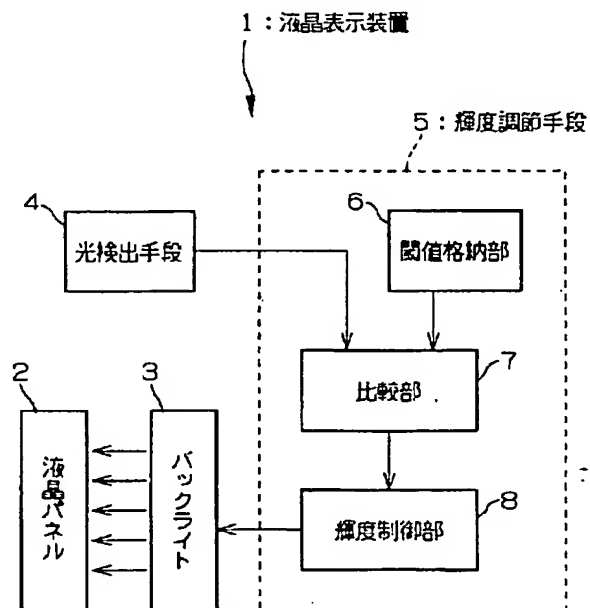 1：液晶表示装置
5：輝度調節手段
4
光検出手段
6
閾値格納部
2
液晶パネル
3
バックライト
比較部
7
輝度制御部
8